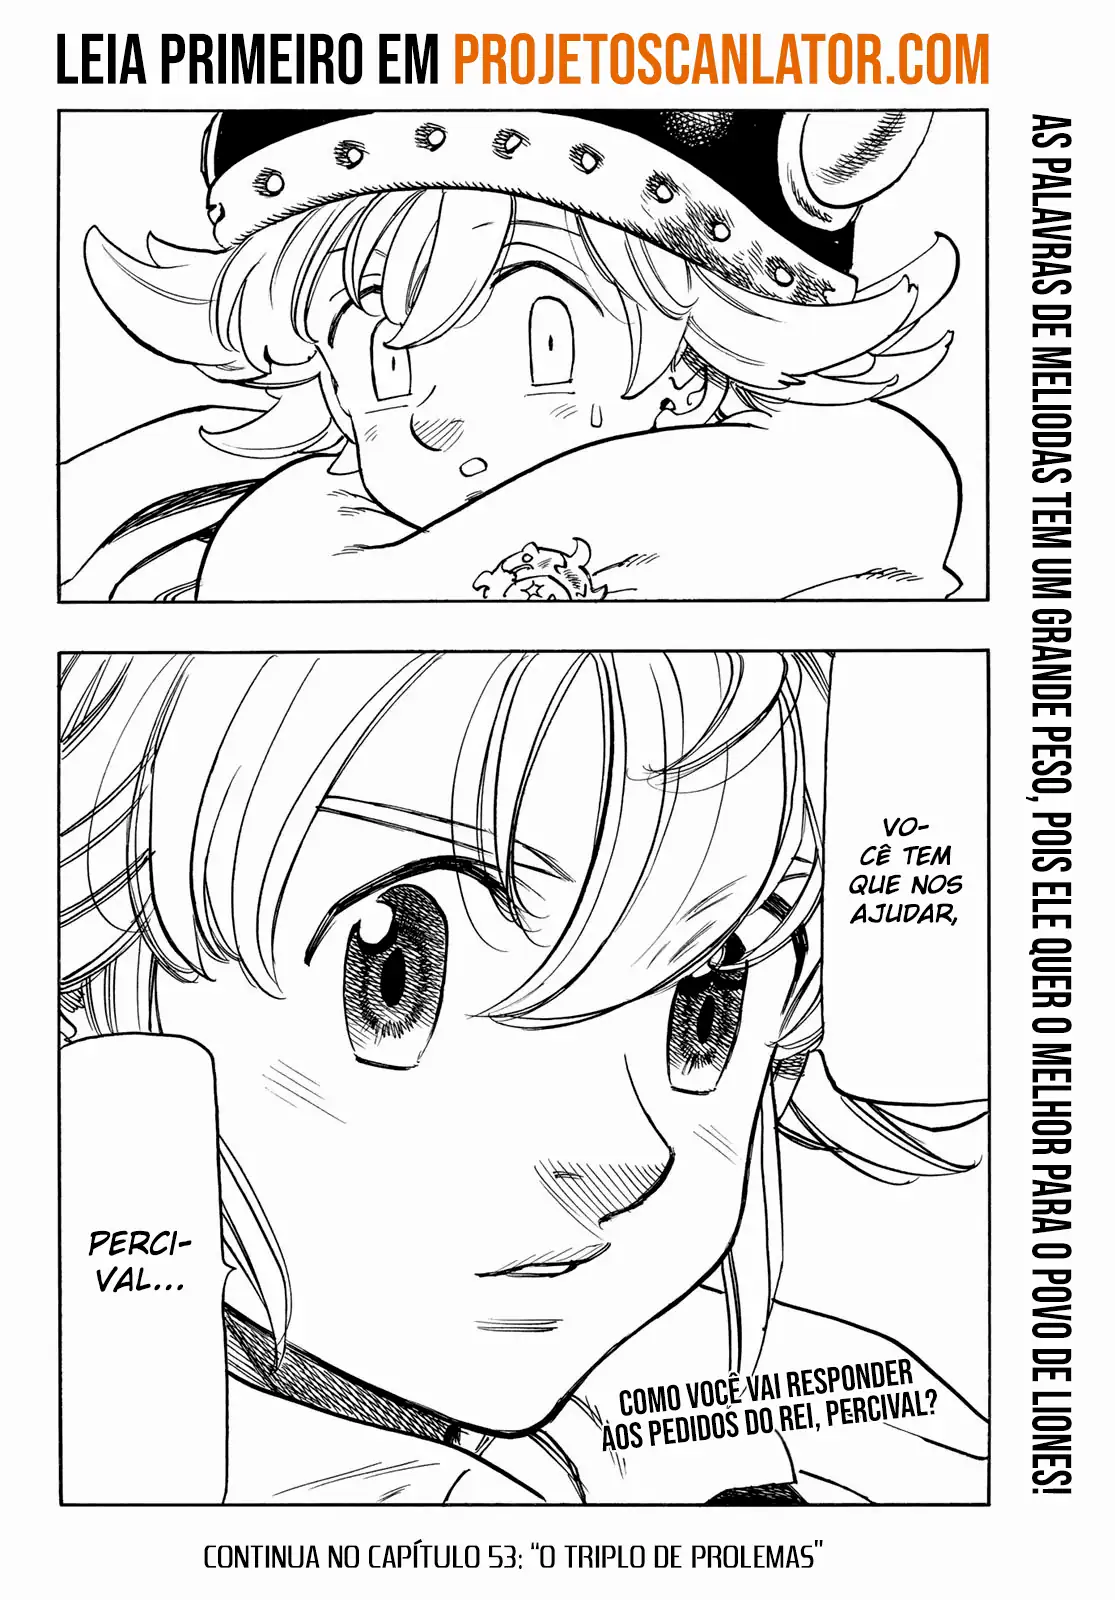 LEIA PRIMEIRO EM PROJETOSCANLATOR.COM
AS PALAVRAS DE MELIODAS TEM UM GRANDE PESO, POIS ELE QUER O MELHOR PARA O POVO DE LIONES!
VO-
CÊ TEM
QUE NOS
AJUDAR,
PERCI-
VAL...
COMO VOCÊ VAI RESPONDER
AOS PEDIDOS DO REI, PERCIVAL?
CONTINUA NO CAPÍTULO 53: “O TRIPLO DE PROLEMAS”